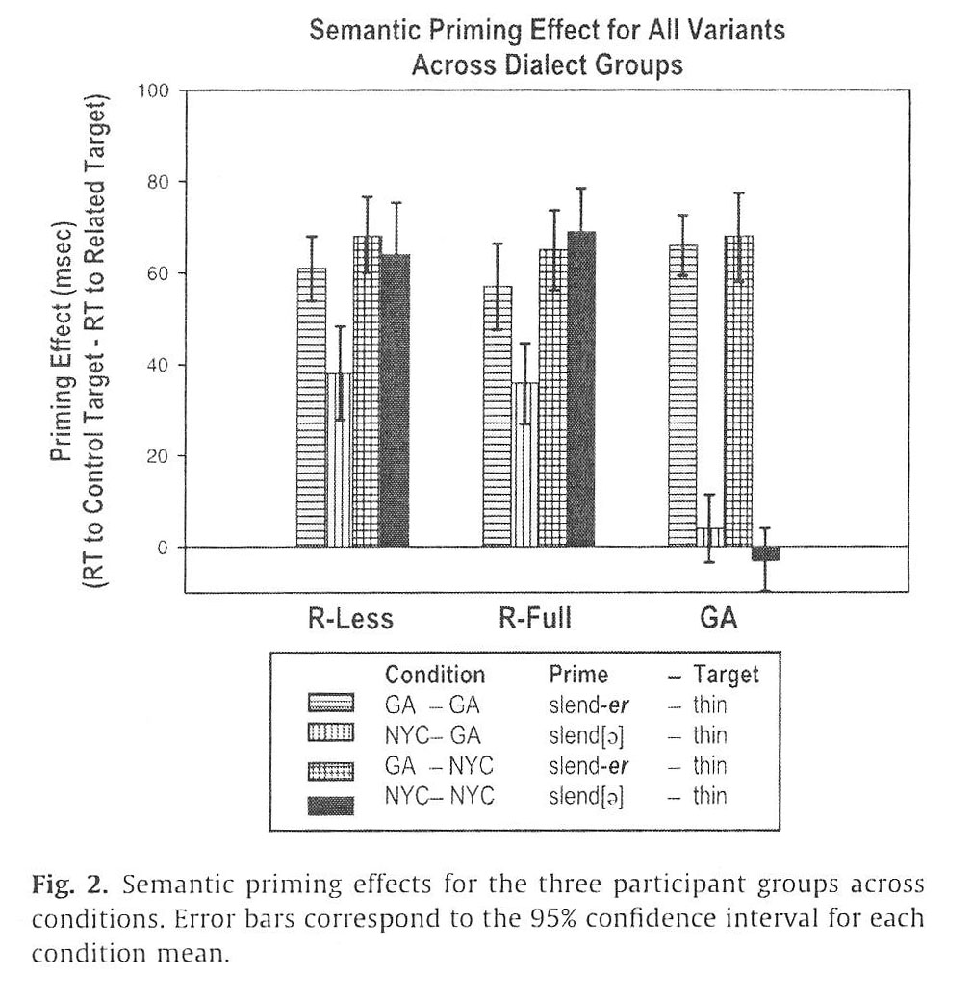 Semantic Priming Effect for All Variants
Across Dialect Groups
Priming Effect (msec)
(RT to Control Target - RT to Related Target)
100
80
60
40
20
0
R-Less
R-Full
GA
Condition Prime – Target
GA – GA slend-er – thin
NYC– GA slend[ə] – thin
GA – NYC slend-er – thin
NYC– NYC slend[ə] – thin
Fig. 2. Semantic priming effects for the three participant groups across
conditions. Error bars correspond to the 95% confidence interval for each
condition mean.